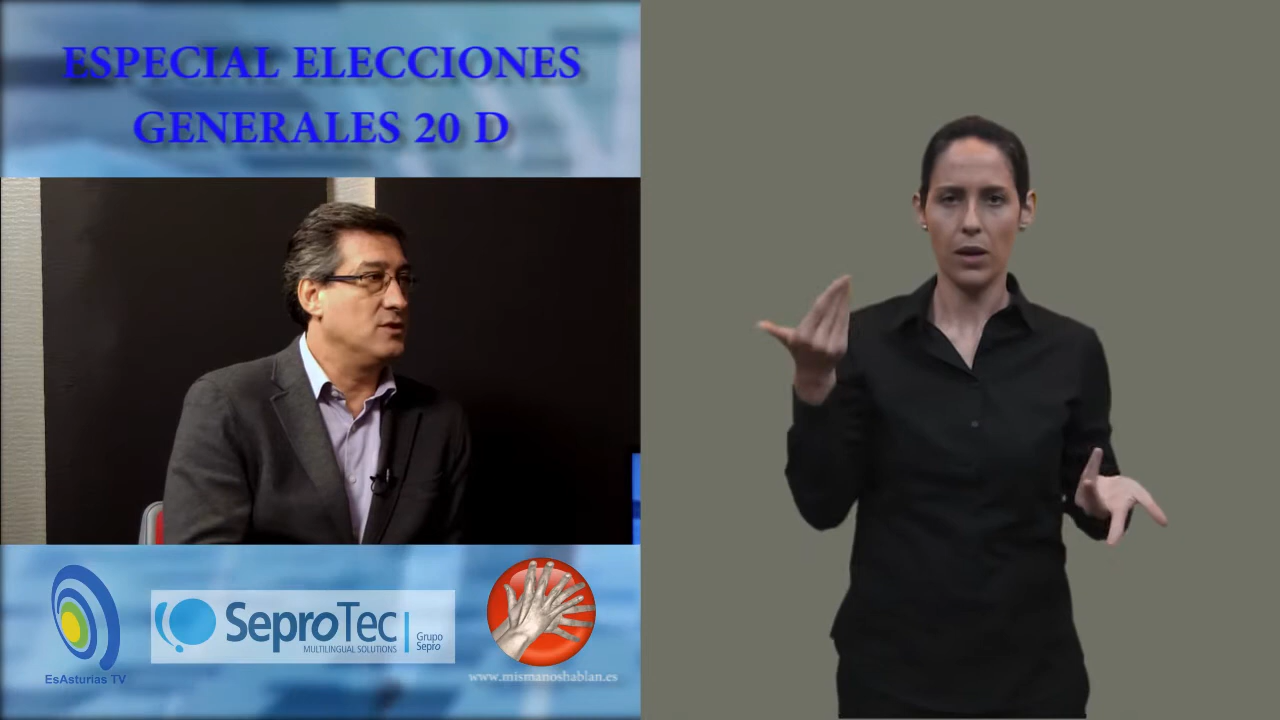 ESPECIAL ELECCIONES
GENERALES 20 D
EsAsturias TV
SeproTec
MULTILINGUAL SOLUTIONS
Grupo
Sepro
www.mismanoshablan.es